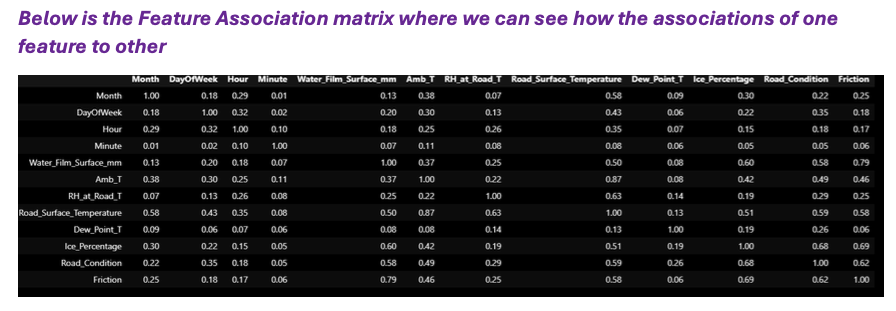 Below is the Feature Association matrix where we can see how the associations of one
feature to other
Month DayOfWeek Hour Minute Water_Film_Surface_mm Amb_T RH_at_Road_T Road_Surface_Temperature Dew_Point_T Ice_Percentage Road_Condition Friction
Month 1.00 0.18 0.29 0.01 0.13 0.38 0.07 0.58 0.09 0.30 0.22 0.25
DayOfWeek 0.18 1.00 0.32 0.02 0.20 0.30 0.13 0.43 0.06 0.22 0.35 0.18
Hour 0.29 0.32 1.00 0.10 0.18 0.25 0.26 0.35 0.07 0.15 0.18 0.17
Minute 0.01 0.02 0.10 1.00 0.07 0.11 0.08 0.08 0.06 0.05 0.05 0.06
Water_Film_Surface_mm 0.13 0.20 0.18 0.07 1.00 0.37 0.25 0.50 0.08 0.60 0.58 0.79
Amb_T 0.38 0.30 0.25 0.11 0.37 1.00 0.22 0.87 0.08 0.42 0.49 0.46
RH_at_Road_T 0.07 0.13 0.26 0.08 0.25 0.22 1.00 0.63 0.14 0.19 0.29 0.25
Road_Surface_Temperature 0.58 0.43 0.35 0.08 0.50 0.87 0.63 1.00 0.13 0.51 0.59 0.58
Dew_Point_T 0.09 0.06 0.07 0.06 0.08 0.08 0.14 0.13 1.00 0.19 0.26 0.06
Ice_Percentage 0.30 0.22 0.15 0.05 0.60 0.42 0.19 0.51 0.19 1.00 0.68 0.69
Road_Condition 0.22 0.35 0.18 0.05 0.58 0.49 0.29 0.59 0.26 0.68 1.00 0.62
Friction 0.25 0.18 0.17 0.06 0.79 0.46 0.25 0.58 0.06 0.69 0.62 1.00